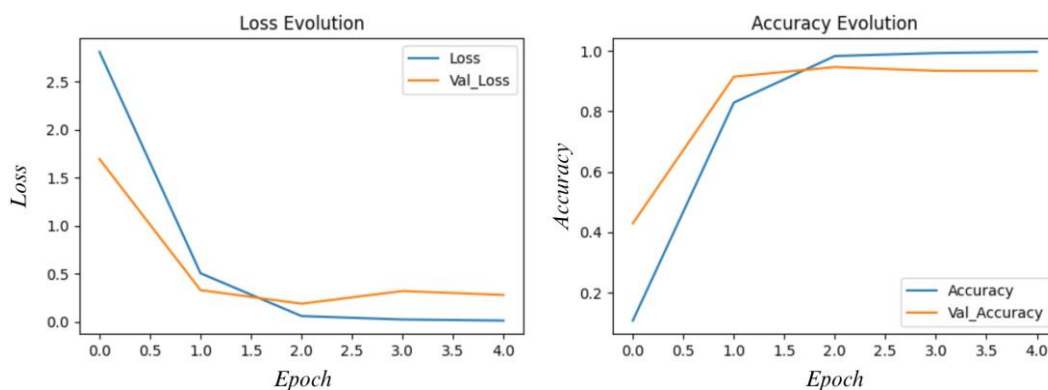 Loss Evolution
Loss
Val_Loss
2.5
2.0
1.5
1.0
0.5
0.0
Loss
0.0 0.5 1.0 1.5 2.0 2.5 3.0 3.5 4.0
Epoch
Accuracy Evolution
1.0
0.8
0.6
0.4
0.2
Accuracy
Accuracy
Val_Accuracy
0.0 0.5 1.0 1.5 2.0 2.5 3.0 3.5 4.0
Epoch